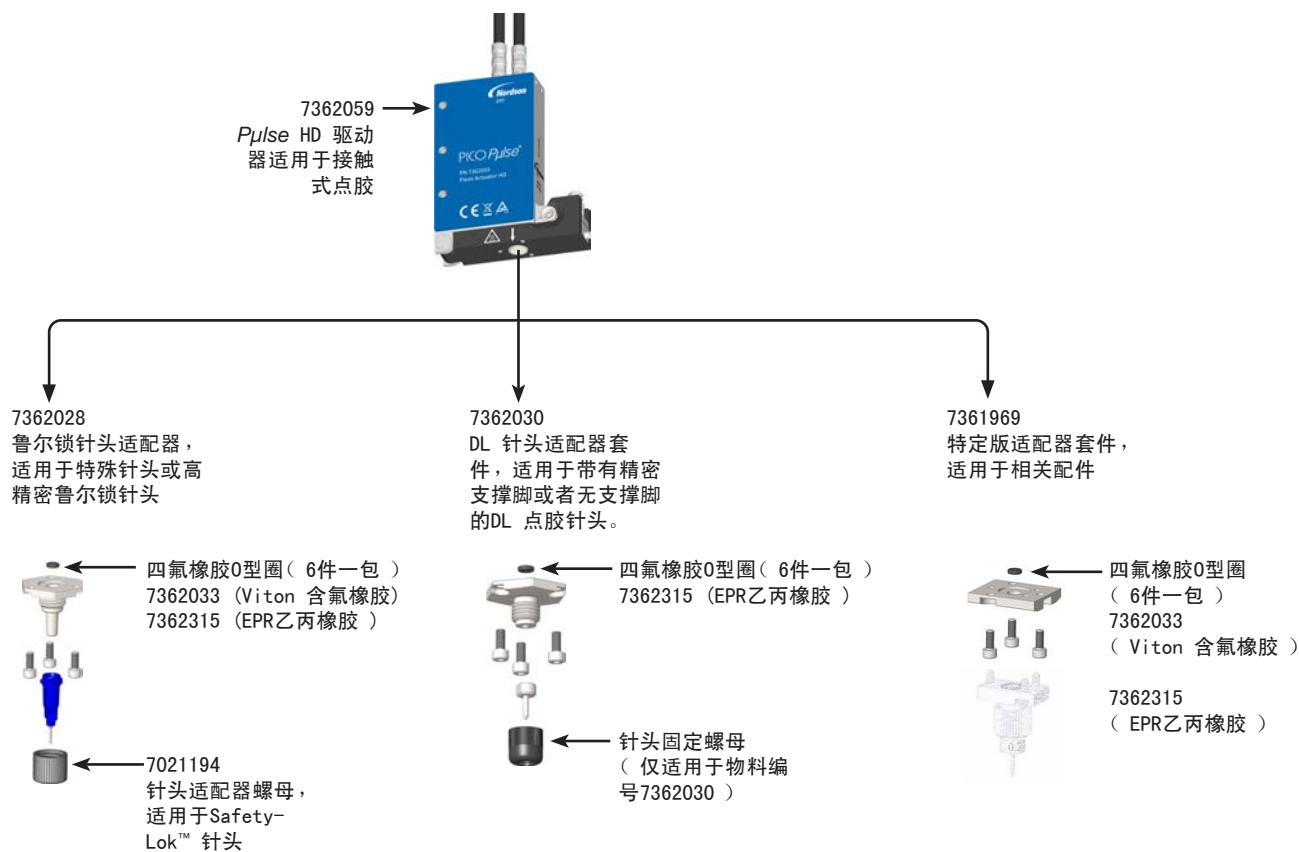 7362059
Pµlse HD 驱动
器适用于接触
式点胶
Nordson
EFD
PICO Pµlse®
PN 7362059
Piezo Actuator HD
CE
7362028
鲁尔锁针头适配器，
适用于特殊针头或高
精密鲁尔锁针头
四氟橡胶O型圈（ 6件一包 ）
7362033 (Viton 含氟橡胶)
7362315 (EPR乙丙橡胶 ）
7021194
针头适配器螺母，
适用于Safety-
Lok™ 针头
7362030
DL 针头适配器套
件，适用于带有精密
支撑脚或者无支撑脚
的DL 点胶针头。
四氟橡胶O型圈（ 6件一包 ）
7362315 (EPR乙丙橡胶 ）
针头固定螺母
（ 仅适用于物料编
号7362030 ）
7361969
特定版适配器套件，
适用于相关配件
四氟橡胶O型圈
（ 6件一包 ）
7362033
（ Viton 含氟橡胶 ）
7362315
（ EPR乙丙橡胶 ）